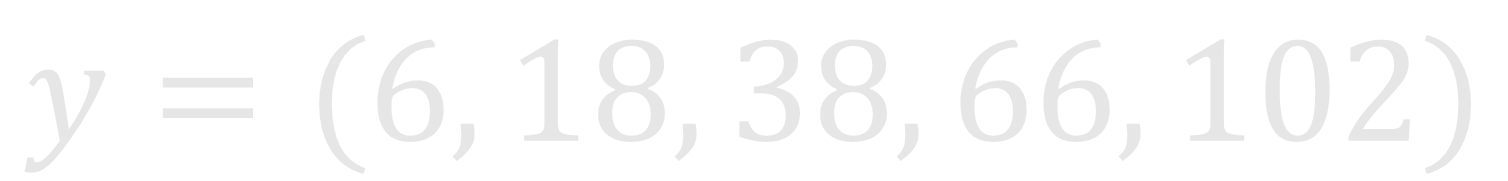 y = (6, 18, 38, 66, 102)